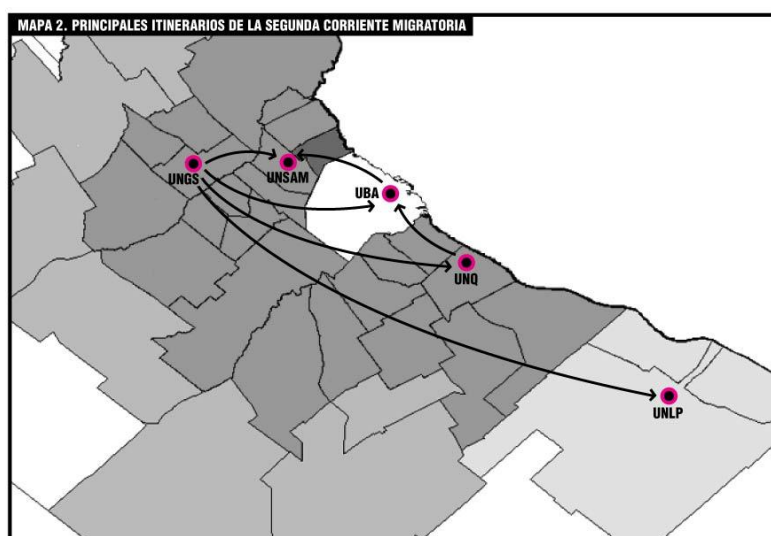 MAPA 2. PRINCIPALES ITINERARIOS DE LA SEGUNDA CORRIENTE MIGRATORIA
UNGS
UNSAM
UBA
UNQ
UNLP